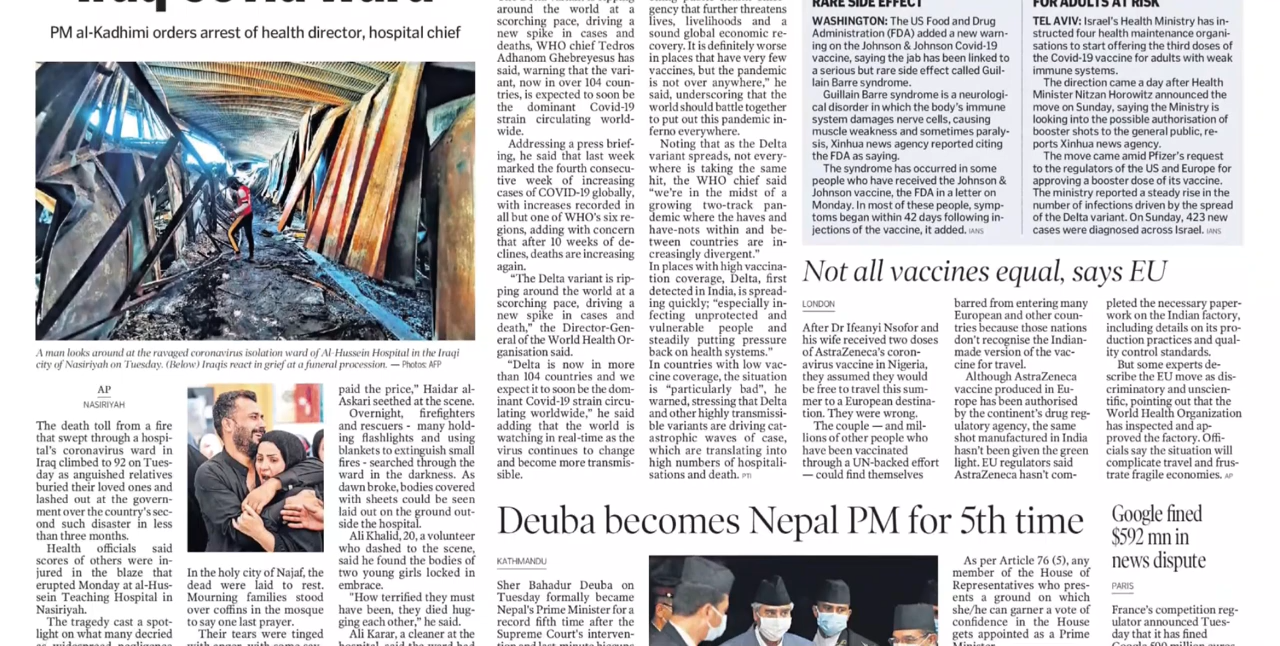 Iraq covid ward
PM al-Kadhimi orders arrest of health director, hospital chief
A man looks around at the ravaged coronavirus isolation ward of Al-Hussein Hospital in the Iraqi
city of Nasiriyah on Tuesday. (Below) Iraqis react in grief at a funeral procession. — Photos: AFP
AP
NASIRIYAH
The death toll from a fire
that swept through a hospi-
tal's coronavirus ward in
Iraq climbed to 92 on Tues-
day as anguished relatives
buried their loved ones and
lashed out at the govern-
ment over the country's sec-
ond such disaster in less
than three months.
Health officials said
scores of others were in-
jured in the blaze that
erupted Monday at al-Hus-
sein Teaching Hospital in
Nasiriyah.
The tragedy cast a spot-
light on what many decried
as widespread negligence
In the holy city of Najaf, the
dead were laid to rest.
Mourning families stood
over coffins in the mosque
to say one last prayer.
Their tears were tinged
with anger, with some
paid the price," Haidar al-
Askari seethed at the scene.
Overnight, firefighters
and rescuers - many hold-
ing flashlights and using
blankets to extinguish small
fires - searched through the
ward in the darkness. As
dawn broke, bodies covered
with sheets could be seen
laid out on the ground out-
side the hospital.
Ali Khalid, 20, a volunteer
who dashed to the scene,
said he found the bodies of
two young girls locked in
embrace.
"How terrified they must
have been, they died hug-
ging each other," he said.
Ali Karar, a cleaner at the
hospital, said the ward had
around the world at a
scorching pace, driving a
new spike in cases and
deaths, WHO chief Tedros
Adhanom Ghebreyesus has
said, warning that the vari-
ant, now in over 104 coun-
tries, is expected to soon be
the dominant Covid-19
strain circulating world-
wide.
Addressing a press brief-
ing, he said that last week
marked the fourth consecu-
tive week of increasing
cases of COVID-19 globally,
with increases recorded in
all but one of WHO's six re-
gions, adding with concern
that after 10 weeks of de-
clines, deaths are increasing
again.
"The Delta variant is rip-
ping around the world at a
scorching pace, driving a
new spike in cases and
death," the Director-Gen-
eral of the World Health Or-
ganisation said.
"Delta is now in more
than 104 countries and we
expect it to soon be the dom-
inant Covid-19 strain circu-
lating worldwide," he said
adding that the world is
watching in real-time as the
virus continues to change
and become more transmis-
sible.
gency that further threatens
lives, livelihoods and a
sound global economic re-
covery. It is definitely worse
in places that have very few
vaccines, but the pandemic
is not over anywhere," he
said, underscoring that the
world should battle together
to put out this pandemic in-
ferno everywhere.
Noting that as the Delta
variant spreads, not every-
where is taking the same
hit, the WHO chief said
"we're in the midst of a
growing two-track pan-
demic where the haves and
have-nots within and be-
tween countries are in-
creasingly divergent."
In places with high vaccina-
tion coverage, Delta, first
detected in India, is spread-
ing quickly; "especially in-
fecting unprotected and
vulnerable people and
steadily putting pressure
back on health systems."
In countries with low vac-
cine coverage, the situation
is "particularly bad", he
warned, stressing that Delta
and other highly transmissi-
ble variants are driving cat-
astrophic waves of case,
which are translating into
high numbers of hospitali-
sations and death. PTI
RARE SIDE EFFECT
WASHINGTON: The US Food and Drug
Administration (FDA) added a new warn-
ing on the Johnson & Johnson Covid-19
vaccine, saying the jab has been linked to
a serious but rare side effect called Guil-
lain Barre syndrome.
Guillain Barre syndrome is a neurologi-
cal disorder in which the body's immune
system damages nerve cells, causing
muscle weakness and sometimes paraly-
sis, Xinhua news agency reported citing
the FDA as saying.
The syndrome has occurred in some
people who have received the Johnson &
Johnson vaccine, the FDA in a letter on
Monday. In most of these people, symp-
toms began within 42 days following in-
jections of the vaccine, it added. IANS
FOR ADULTS AT RISK
TEL AVIV: Israel's Health Ministry has in-
structed four health maintenance organi-
sations to start offering the third doses of
the Covid-19 vaccine for adults with weak
immune systems.
The direction came a day after Health
Minister Nitzan Horowitz announced the
move on Sunday, saying the Ministry is
looking into the possible authorisation of
booster shots to the general public, re-
ports Xinhua news agency.
The move came amid Pfizer's request
to the regulators of the US and Europe for
approving a booster dose of its vaccine.
The ministry reported a steady rise in the
number of infections driven by the spread
of the Delta variant. On Sunday, 423 new
cases were diagnosed across Israel. IANS
Not all vaccines equal, says EU
LONDON
After Dr Ifeanyi Nsofor and
his wife received two doses
of AstraZeneca's coron-
avirus vaccine in Nigeria,
they assumed they would
be free to travel this sum-
mer to a European destina-
tion. They were wrong.
The couple — and mil-
lions of other people who
have been vaccinated
through a UN-backed effort
— could find themselves
barred from entering many
European and other coun-
tries because those nations
don't recognise the Indian-
made version of the vac-
cine for travel.
Although AstraZeneca
vaccine produced in Eu-
rope has been authorised
by the continent's drug reg-
ulatory agency, the same
shot manufactured in India
hasn't been given the green
light. EU regulators said
AstraZeneca hasn't com-
pleted the necessary paper-
work on the Indian factory,
including details on its pro-
duction practices and qual-
ity control standards.
But some experts de-
scribe the EU move as dis-
criminatory and unscien-
tific, pointing out that the
World Health Organization
has inspected and ap-
proved the factory. Offi-
cials say the situation will
complicate travel and frus-
trate fragile economies. AP
Deuba becomes Nepal PM for 5th time
KATHMANDU
Sher Bahadur Deuba on
Tuesday formally became
Nepal's Prime Minister for a
record fifth time after the
Supreme Court's interven-
As per Article 76 (5), any
member of the House of
Representatives who pres-
ents a ground on which
she/he can garner a vote of
confidence in the House
gets appointed as a Prime
Minister.
Google fined
$592 mn in
news dispute
PARIS
France's competition reg-
ulator announced Tues-
day that it has fined